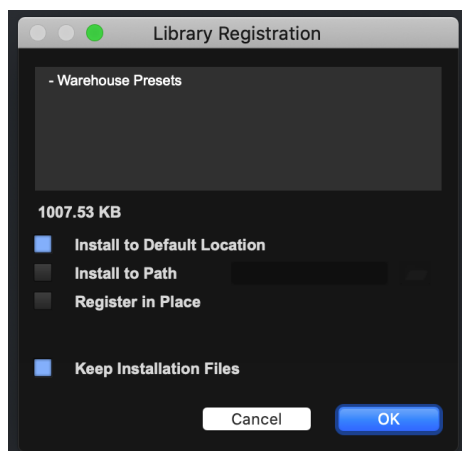 Library Registration
- Warehouse Presets
1007.53 KB
Install to Default Location
Install to Path
Register in Place
Keep Installation Files
Cancel OK